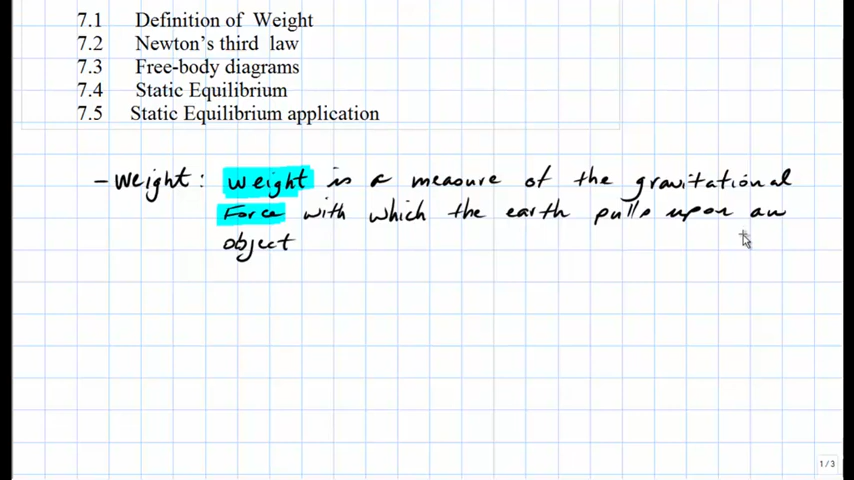 7.1 Definition of Weight
7.2 Newton's third law
7.3 Free-body diagrams
7.4 Static Equilibrium
7.5 Static Equilibrium application
- Weight : weight is a measure of the gravitational
Force with which the earth pulls upon an
object
1/3